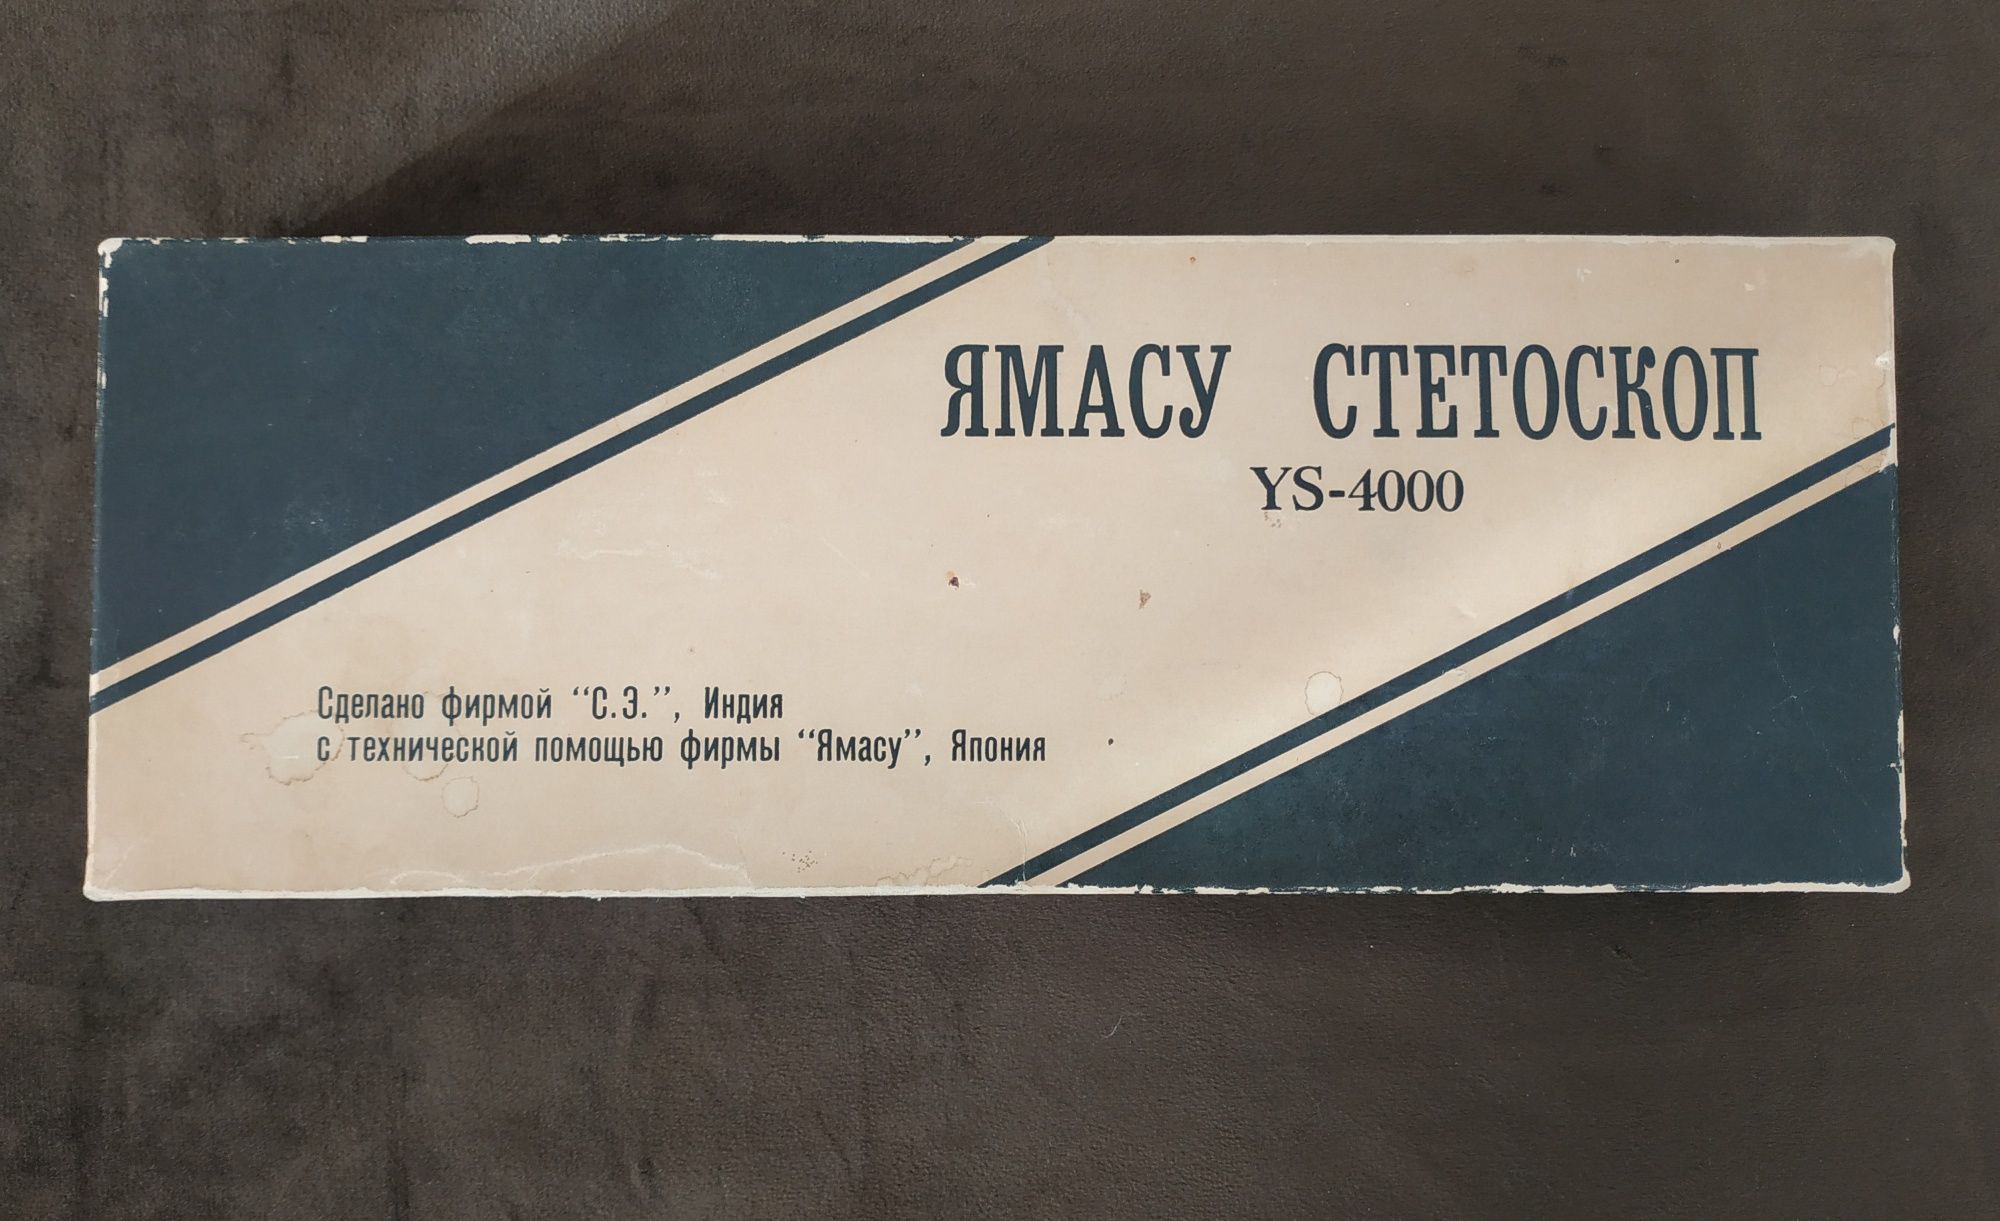 ЯМАСУ СТЕТОСКОП
YS-4000
Сделано фирмой “С.Э.”, Индия
с технической помощью фирмы “Ямасу”, Япония